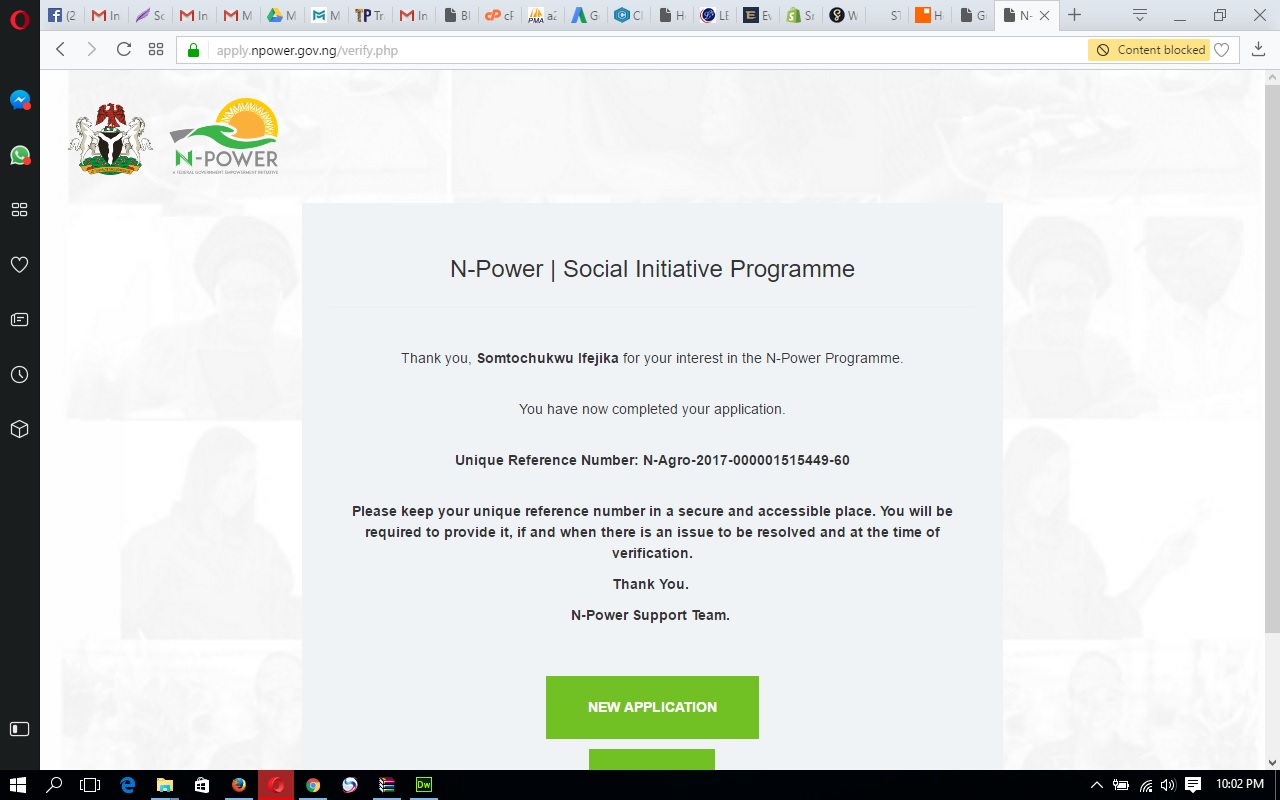 (2
In
Sc
In
In
M
M
M
Tr
In
Bl
cP
cF
PMA
az
G
Cl
H
LE
E
Ev
Sr
W
ST
H
G
N-
apply.npower.gov.ng/verify.php
Content blocked
N-POWER
A FEDERAL GOVERNMENT EMPOWERMENT INITIATIVE
N-Power | Social Initiative Programme
Thank you, Somtochukwu Ifejika for your interest in the N-Power Programme.
You have now completed your application.
Unique Reference Number: N-Agro-2017-000001515449-60
Please keep your unique reference number in a secure and accessible place. You will be
required to provide it, if and when there is an issue to be resolved and at the time of
verification.
Thank You.
N-Power Support Team.
NEW APPLICATION
Dw
10:02 PM